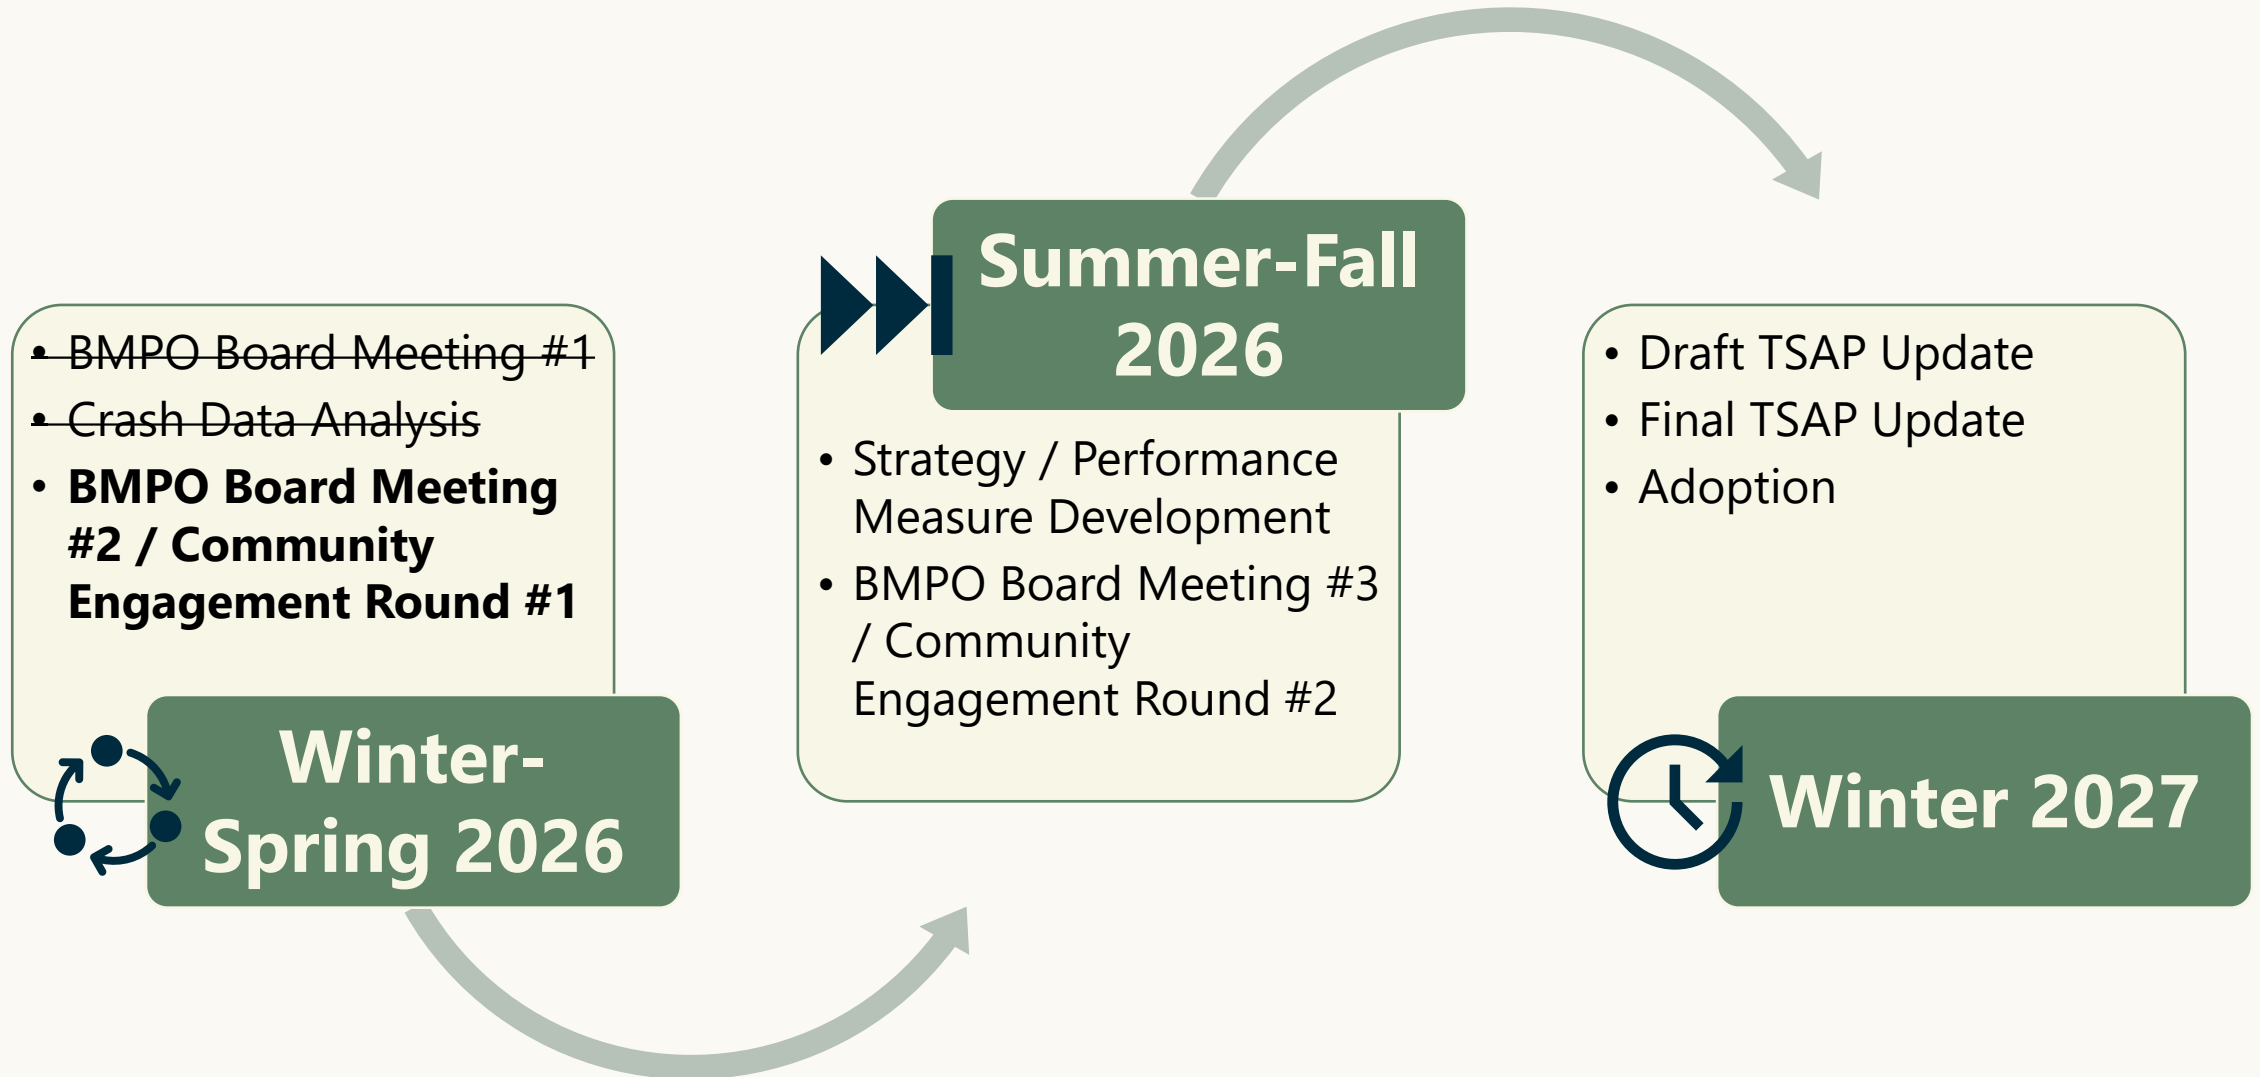 • BMPO Board Meeting #1
• Crash Data Analysis
• BMPO Board Meeting
#2 / Community
Engagement Round #1
Winter-
Spring 2026
Summer-Fall
2026
• Strategy / Performance
Measure Development
• BMPO Board Meeting #3
/ Community
Engagement Round #2
• Draft TSAP Update
• Final TSAP Update
• Adoption
Winter 2027